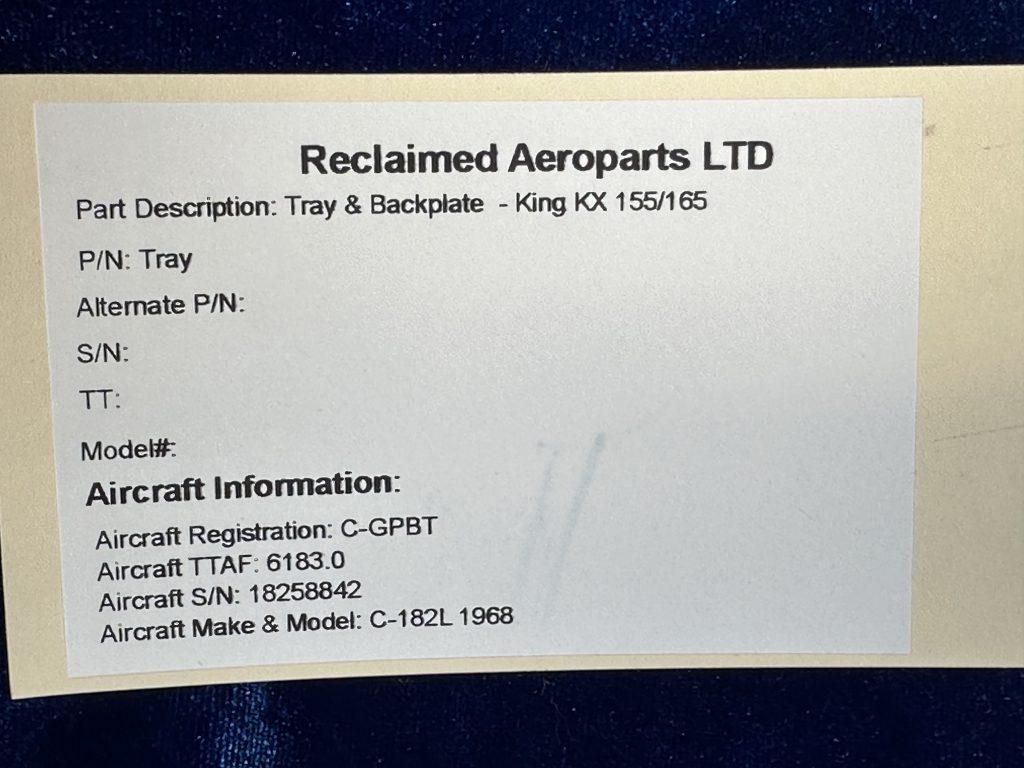 Reclaimed Aeroparts LTD
Part Description: Tray & Backplate - King KX 155/165
P/N: Tray
Alternate P/N:
S/N:
TT:
Model#:
Aircraft Information:
Aircraft Registration: C-GPBT
Aircraft TTAF: 6183.0
Aircraft S/N: 18258842
Aircraft Make & Model: C-182L 1968